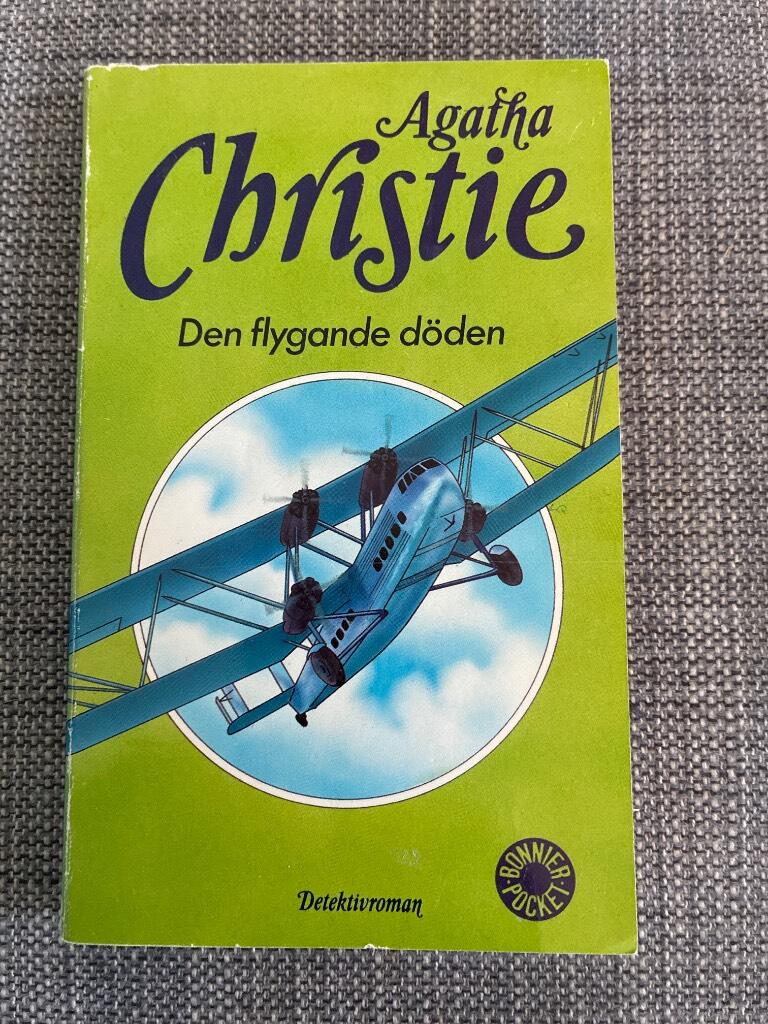 Agatha
Christie
Den flygande döden
Detektivroman
BONNIER
POCKET